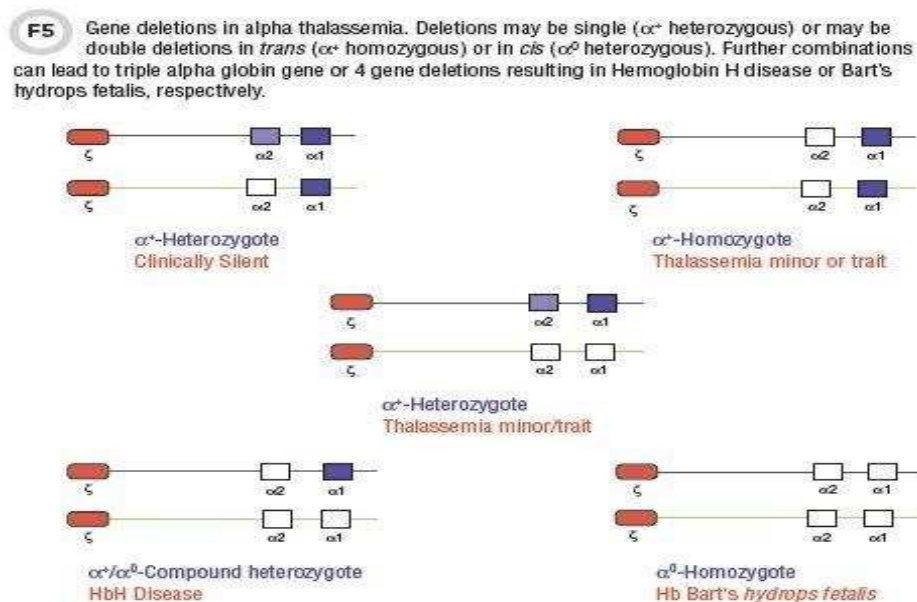 F5 Gene deletions in alpha thalassemia. Deletions may be single (α⁺ heterozygous) or may be
double deletions in trans (α⁺ homozygous) or in cis (α⁰ heterozygous). Further combinations
can lead to triple alpha globin gene or 4 gene deletions resulting in Hemoglobin H disease or Bart's
hydrops fetalis, respectively.
ζ α2 α1
ζ α2 α1
α⁺-Heterozygote
Clinically Silent
ζ α2 α1
ζ α2 α1
α⁺-Homozygote
Thalassemia minor or trait
ζ α2 α1
ζ α2 α1
α⁺-Heterozygote
Thalassemia minor/trait
ζ α2 α1
ζ α2 α1
α⁺/α⁰-Compound heterozygote
HbH Disease
ζ α2 α1
ζ α2 α1
α⁰-Homozygote
Hb Bart's hydrops fetalis